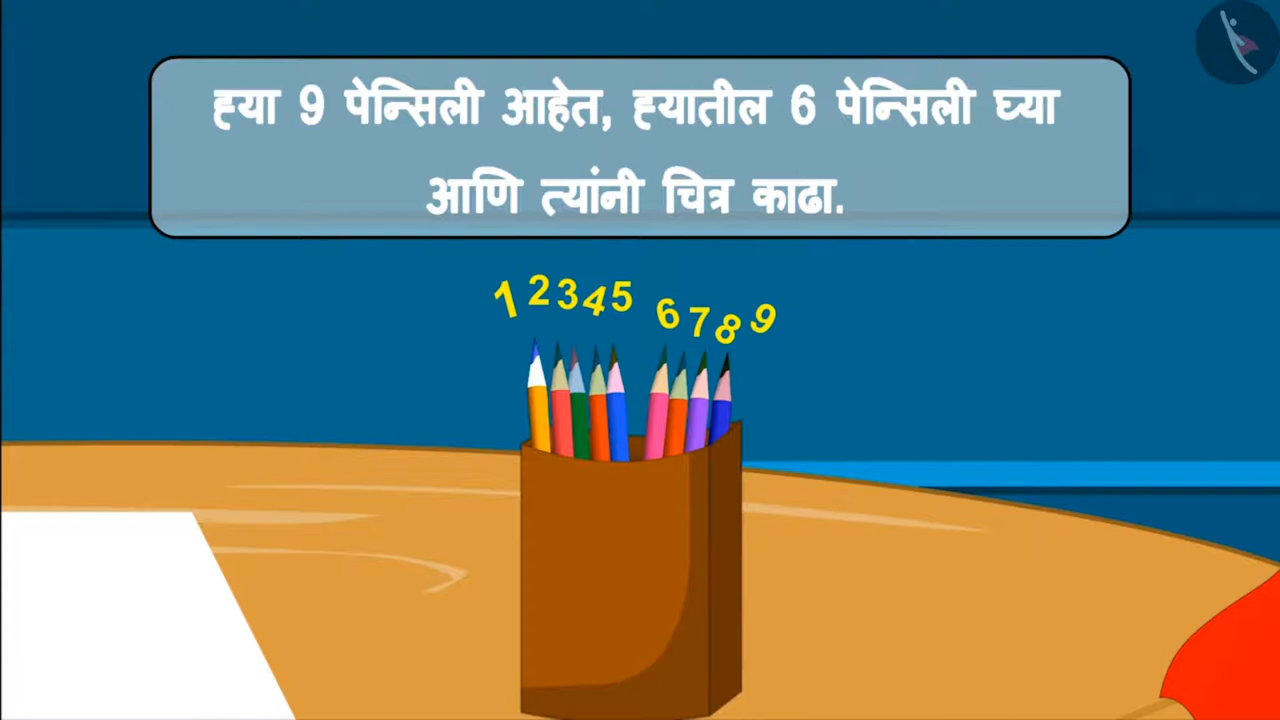 ह्या 9 पेन्सिली आहेत, ह्यातील 6 पेन्सिली घ्या
आणि त्यांनी चित्र काढा.
1 2 3 4 5 6 7 8 9